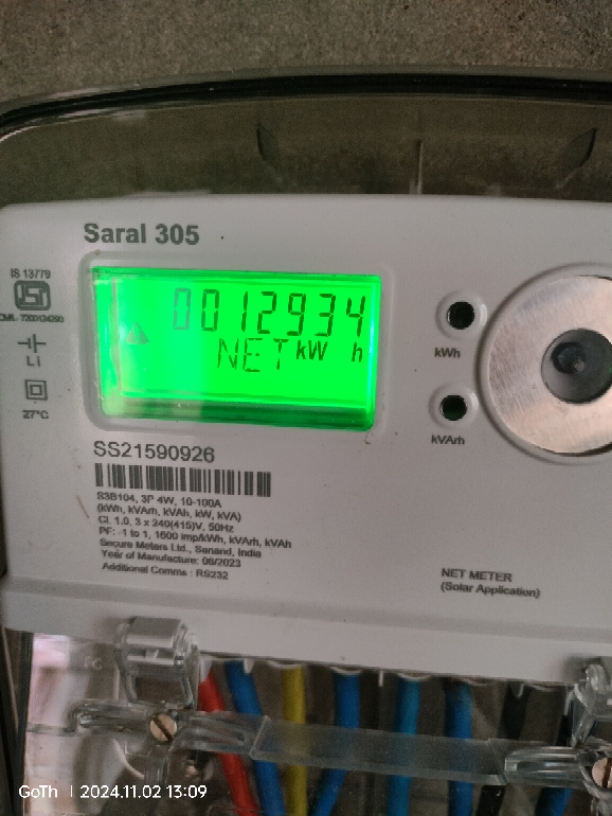 Saral 305
IS 13779
0012934
NET kW h
Li
27°C
kWh
kVArh
SS21590926
S3B104, 3P 4W, 10-100A
(kWh, kVArh, kVAh, kW, kVA)
Cl. 1.0, 3 x 240(415)V, 50Hz
PF: -1 to 1, 1600 imp/kWh, kVArh, kVAh
Secure Meters Ltd., Sanand, India
Year of Manufacture: 06/2023
Additional Comms : RS232
NET METER
(Solar Application)
GoTh | 2024.11.02 13:09